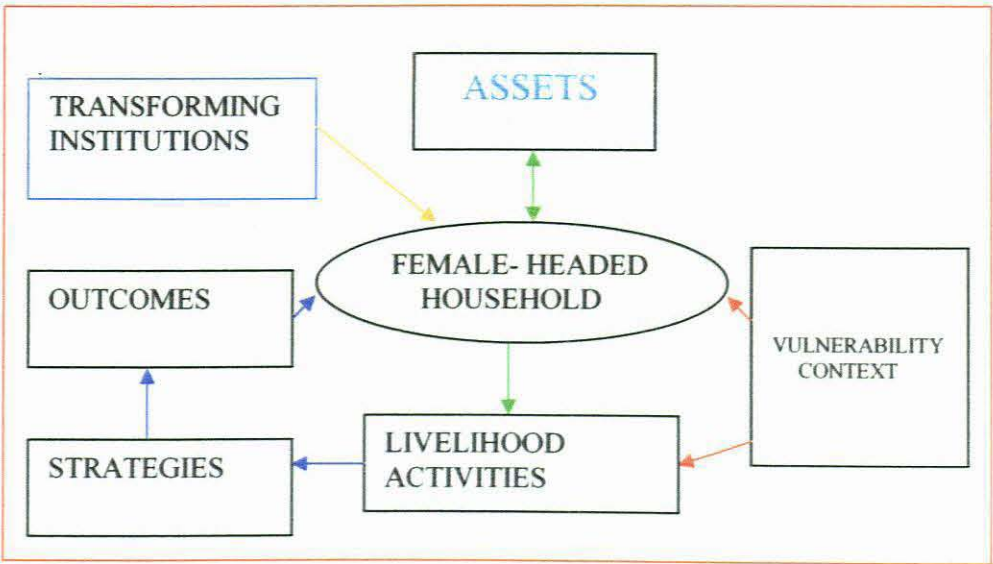 TRANSFORMING
INSTITUTIONS
ASSETS
FEMALE- HEADED
HOUSEHOLD
OUTCOMES
VULNERABILITY
CONTEXT
STRATEGIES
LIVELIHOOD
ACTIVITIES